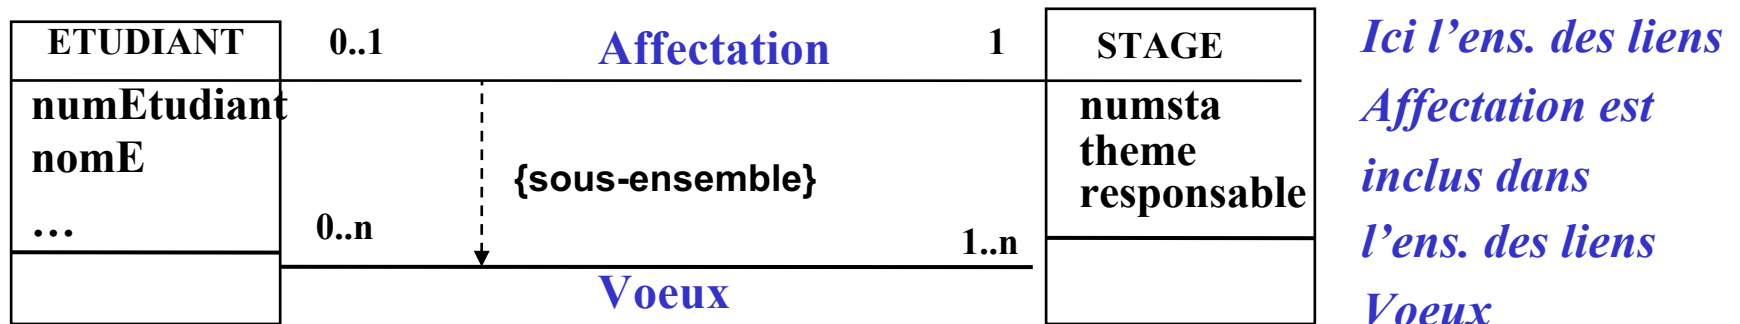 ETUDIANT
numEtudiant
nomE
…
0..1
Affectation
1
{sous-ensemble}
0..n
1..n
Voeux
STAGE
numsta
theme
responsable
Ici l’ens. des liens
Affectation est
inclus dans
l’ens. des liens
Voeux